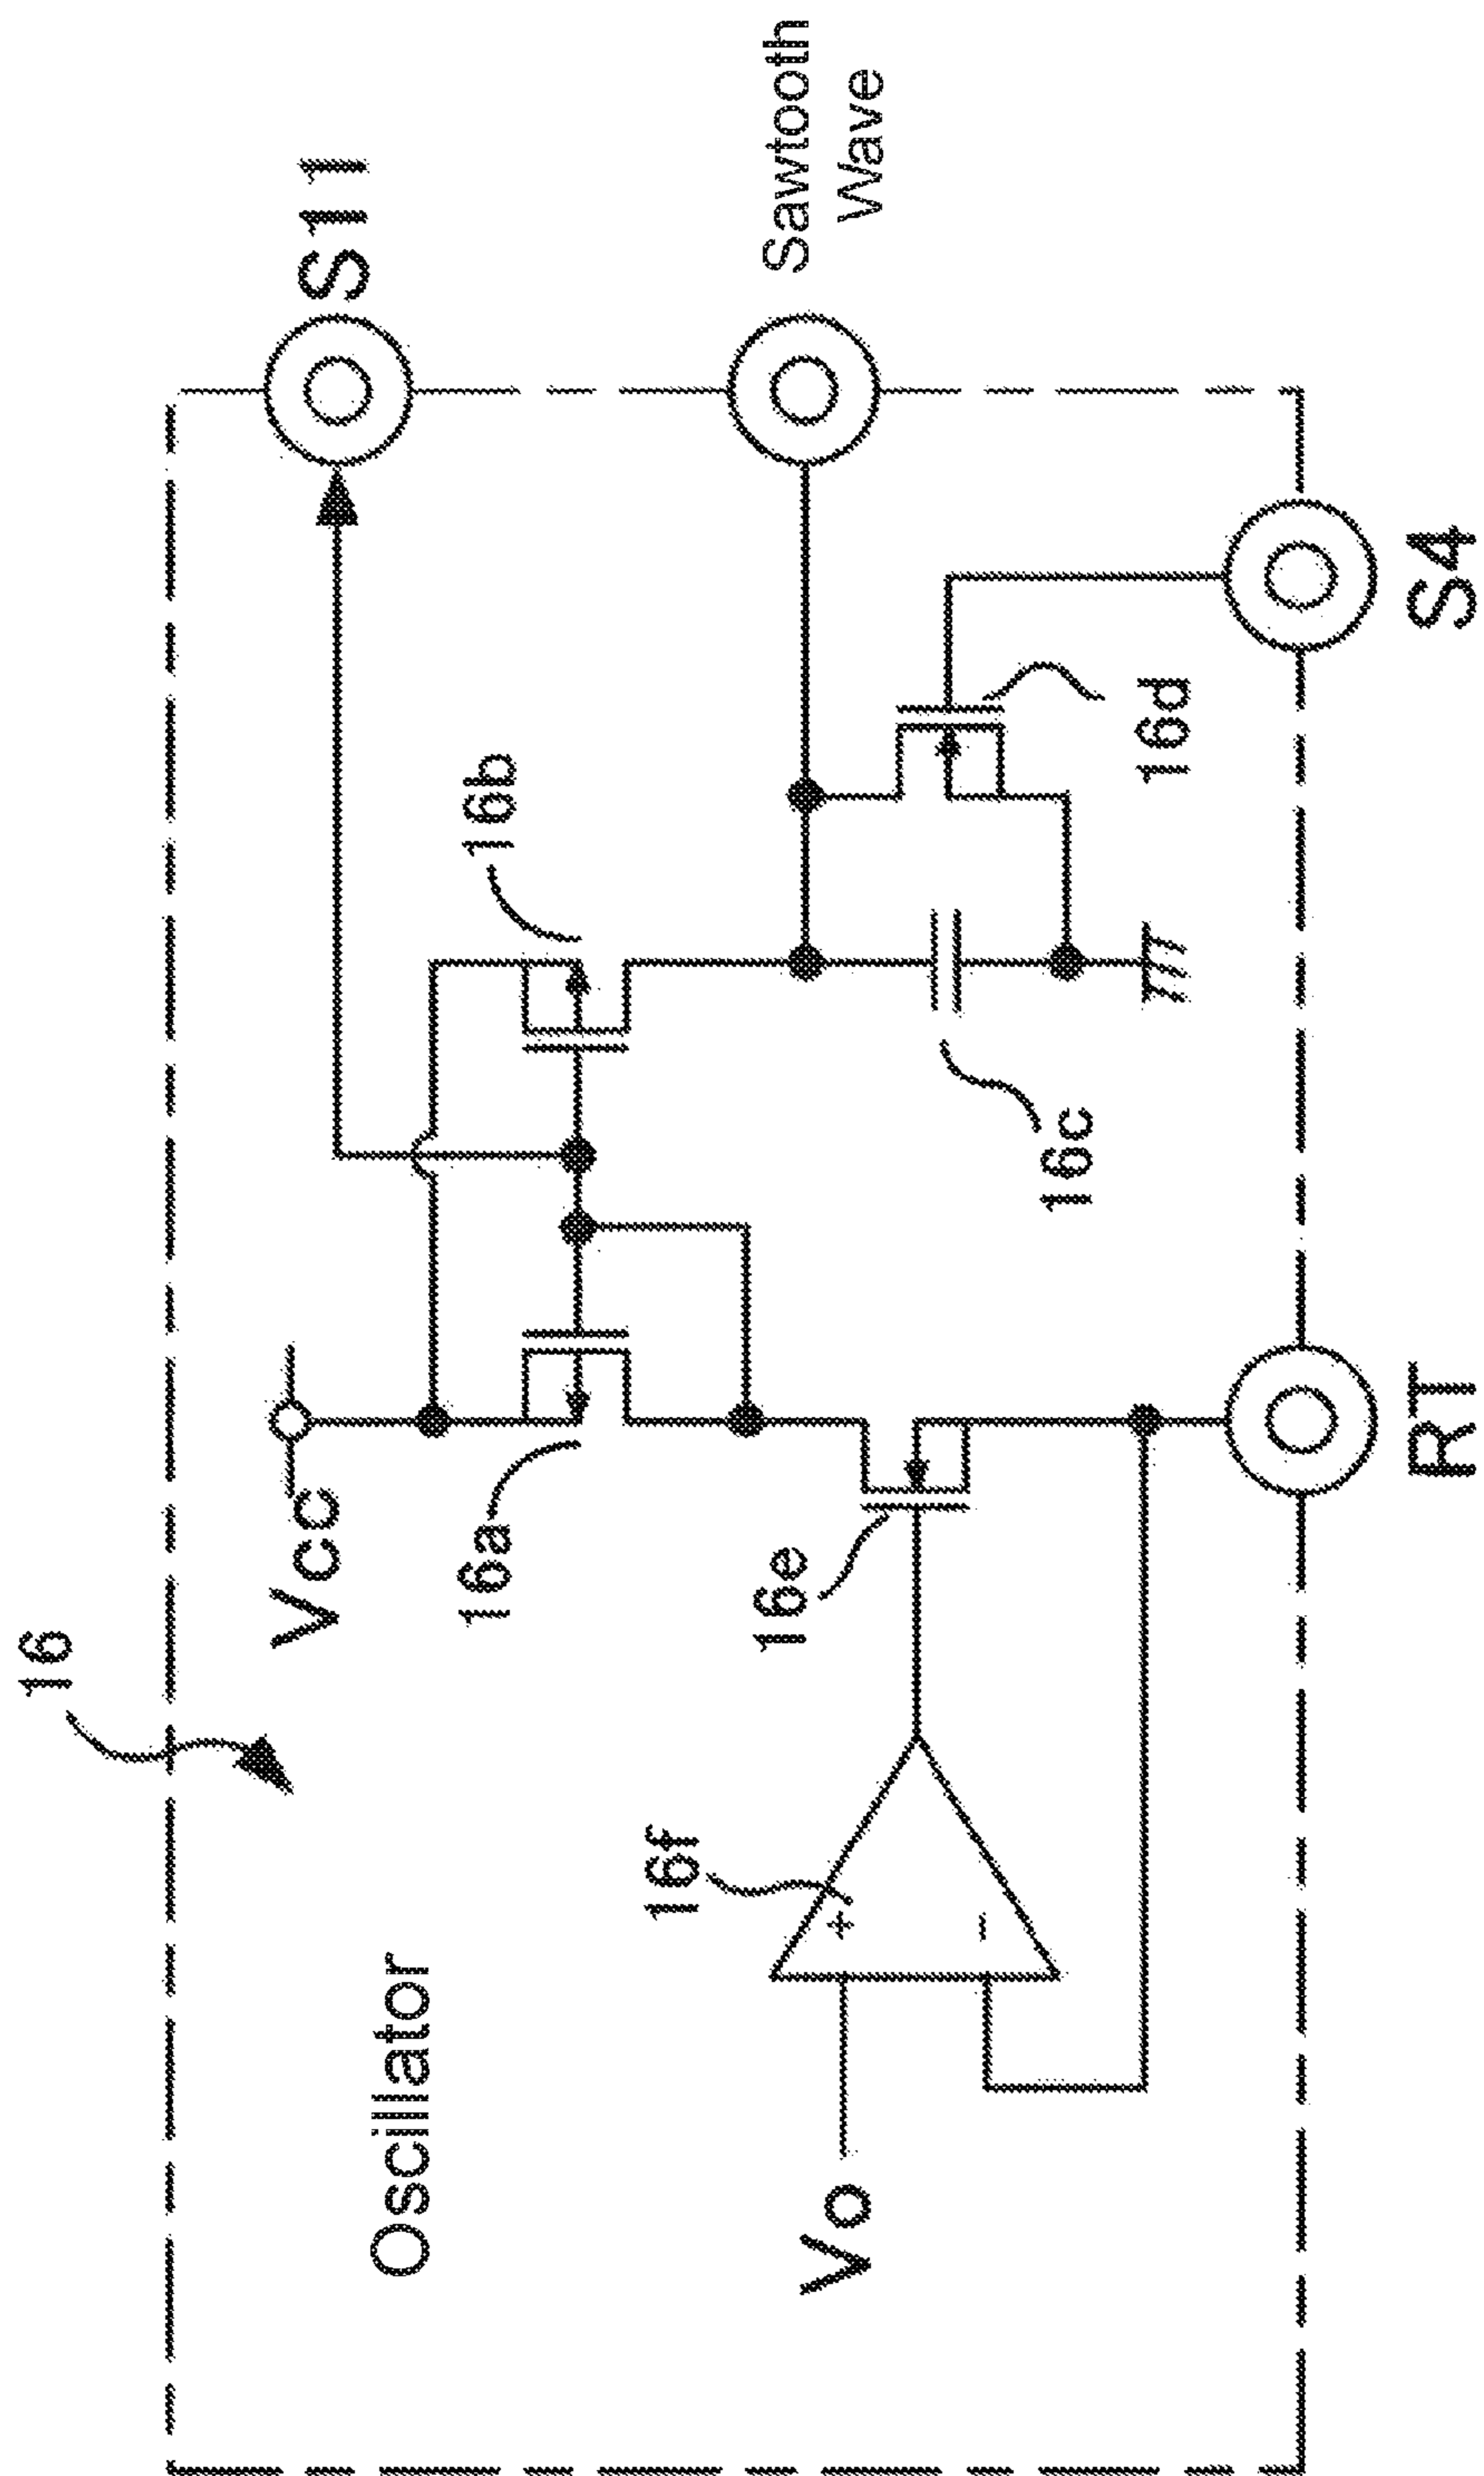 16
Oscillator
Vcc
S11
16a
16b
Sawtooth
Wave
16f
+
-
Vo
16e
16c
16d
RT
S4